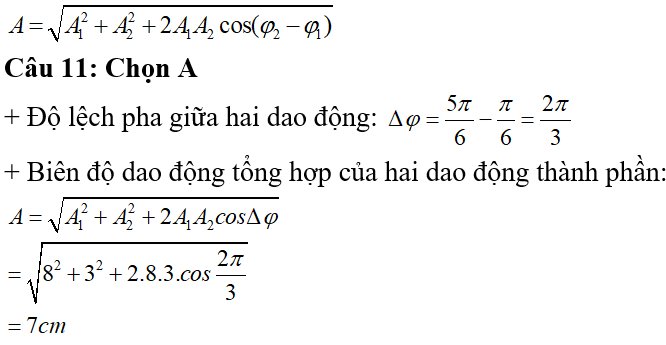 A = √(A₁² + A₂² + 2A₁A₂ cos(φ₂ − φ₁))
Câu 11: Chọn A
+ Độ lệch pha giữa hai dao động: Δφ = 5π/6 − π/6 = 2π/3
+ Biên độ dao động tổng hợp của hai dao động thành phần:
A = √(A₁² + A₂² + 2A₁A₂cosΔφ)
= √(8² + 3² + 2.8.3.cos 2π/3)
= 7cm